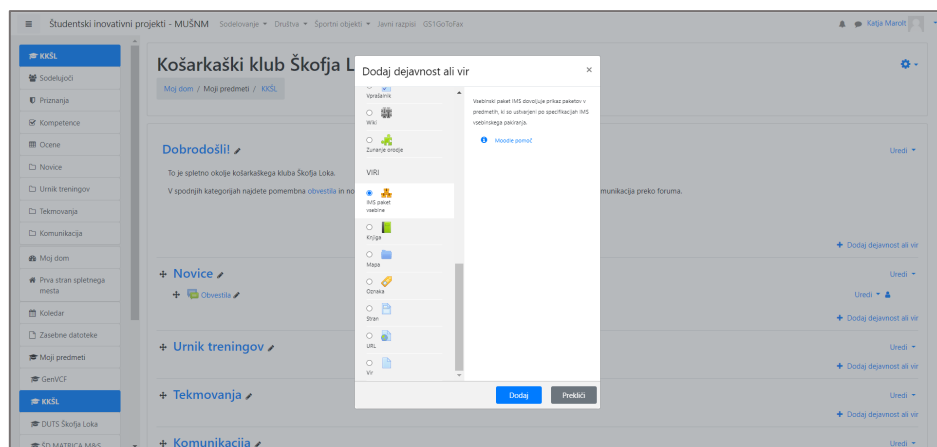 Študentski inovativni projekti - MUŠNM Sodelovanje Društva Športni objekti Javni razpisi GS1GoToFax Katja Marolt
KKŠL
Sodelujoči
Priznanja
Kompetence
Ocene
Novice
Urnik treningov
Tekmovanja
Komunikacija
Moj dom
Prva stran spletnega
mesta
Koledar
Zasebne datoteke
Moji predmeti
GenVCF
KKŠL
DUTS Škofja Loka
ŠD MATRICA M&S
Košarkaški klub Škofja L
Moj dom / Moji predmeti / KKŠL
Dobrodošli! Uredi
To je spletno okolje košarkaškega kluba Škofja Loka.
V spodnjih kategorijah najdete pomembna obvestila in no
munikacija preko foruma.
Dodaj dejavnost ali vir
Novice Uredi
Obvestila Uredi
Dodaj dejavnost ali vir
Urnik treningov Uredi
Dodaj dejavnost ali vir
Tekmovanja Uredi
Dodaj dejavnost ali vir
Komunikacija Uredi
Dodaj dejavnost ali vir ×
Vprašalnik
Wiki
Zunanje orodje
VIRI
IMS paket
vsebine
Knjiga
Mapa
Oznaka
Stran
URL
Vir
Vsebinski paket IMS dovoljuje prikaz paketov v
predmetih, ki so ustvarjeni po specifikacijah IMS
vsebinskega pakiranja.
Moodle pomoč
Dodaj Prekliči